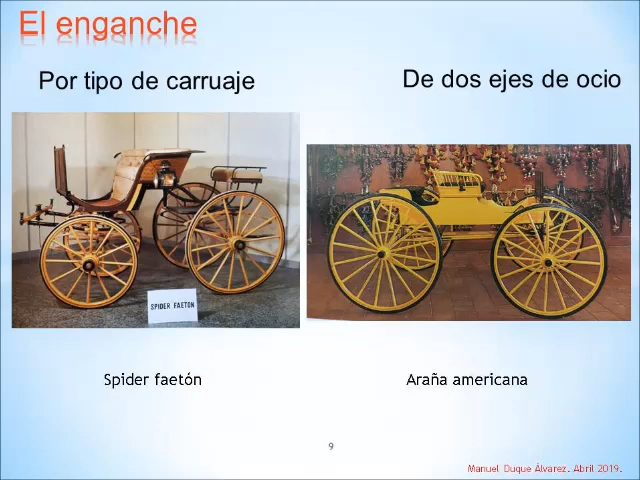 El enganche
Por tipo de carruaje
De dos ejes de ocio
SPIDER FAETON
Spider faetón
Araña americana
9
Manuel Duque Álvarez. Abril 2019.